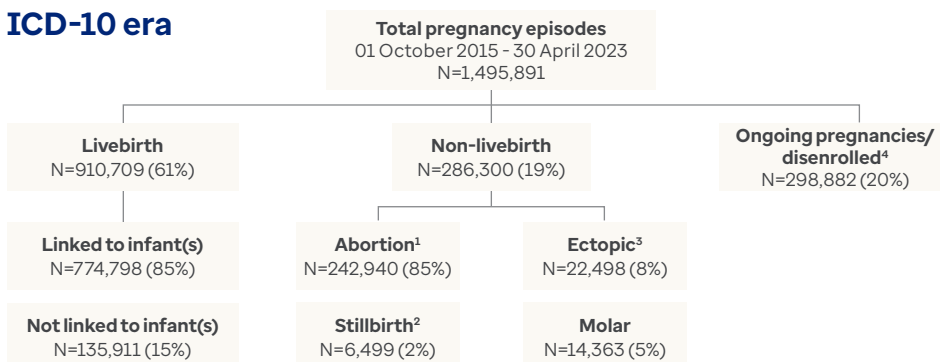 ICD-10 era
Total pregnancy episodes
01 October 2015 - 30 April 2023
N=1,495,891
Livebirth
N=910,709 (61%)
Non-livebirth
N=286,300 (19%)
Ongoing pregnancies/
disenrolled⁴
N=298,882 (20%)
Linked to infant(s)
N=774,798 (85%)
Abortion¹
N=242,940 (85%)
Ectopic³
N=22,498 (8%)
Not linked to infant(s)
N=135,911 (15%)
Stillbirth²
N=6,499 (2%)
Molar
N=14,363 (5%)